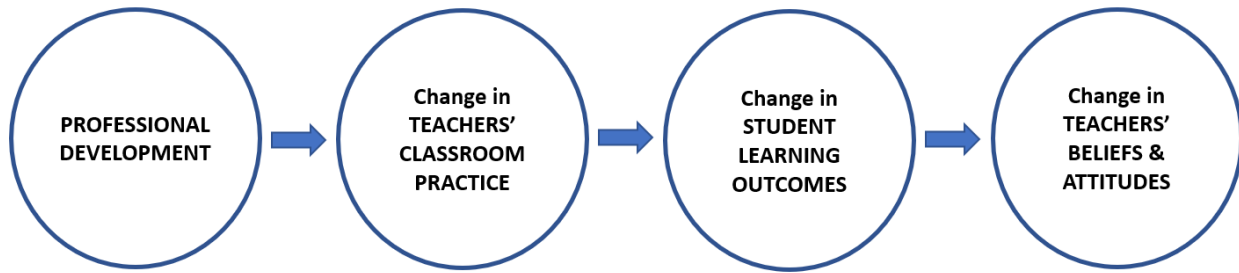 PROFESSIONAL
DEVELOPMENT
Change in
TEACHERS’
CLASSROOM
PRACTICE
Change in
STUDENT
LEARNING
OUTCOMES
Change in
TEACHERS’
BELIEFS &
ATTITUDES